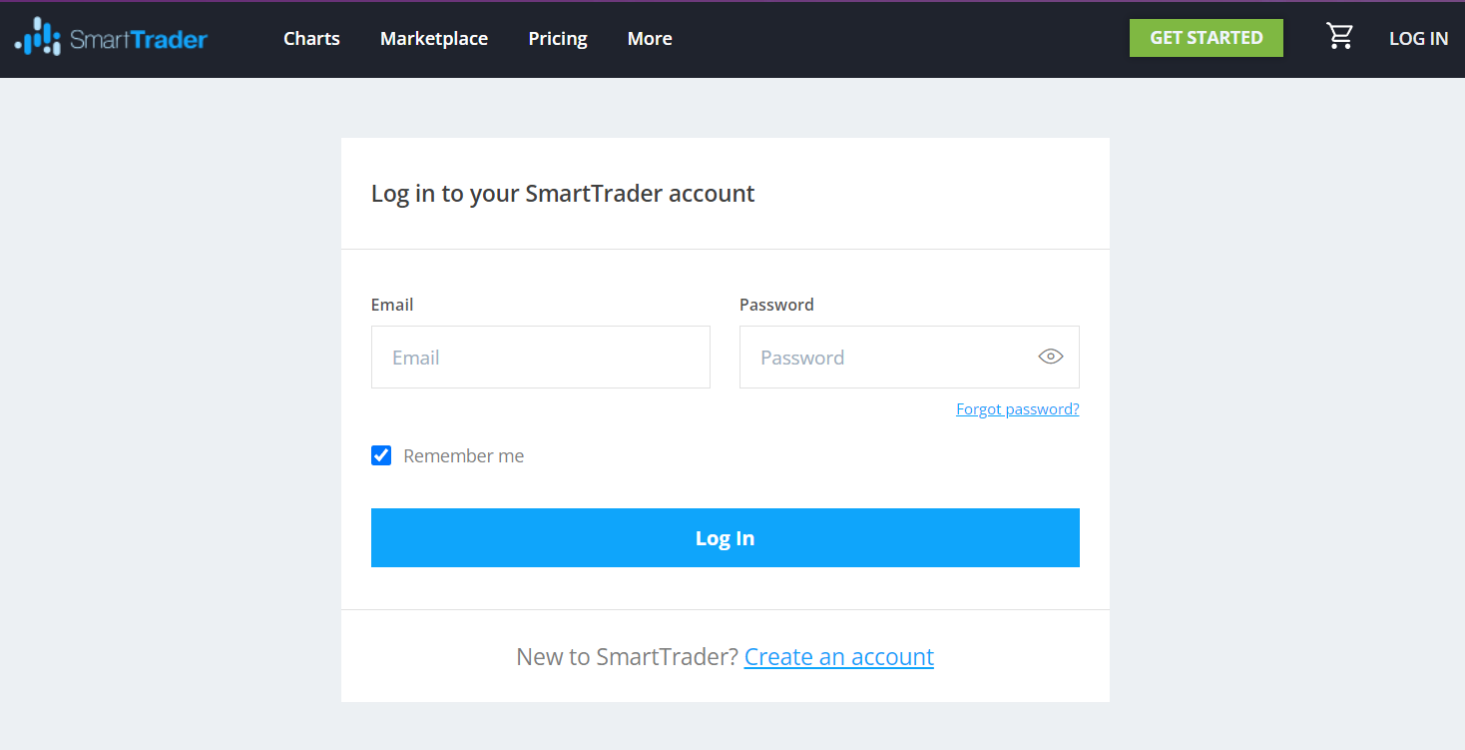 SmartTrader Charts Marketplace Pricing More GET STARTED LOG IN
Log in to your SmartTrader account
Email Password
Email Password
Forgot password?
Remember me
Log In
New to SmartTrader? Create an account